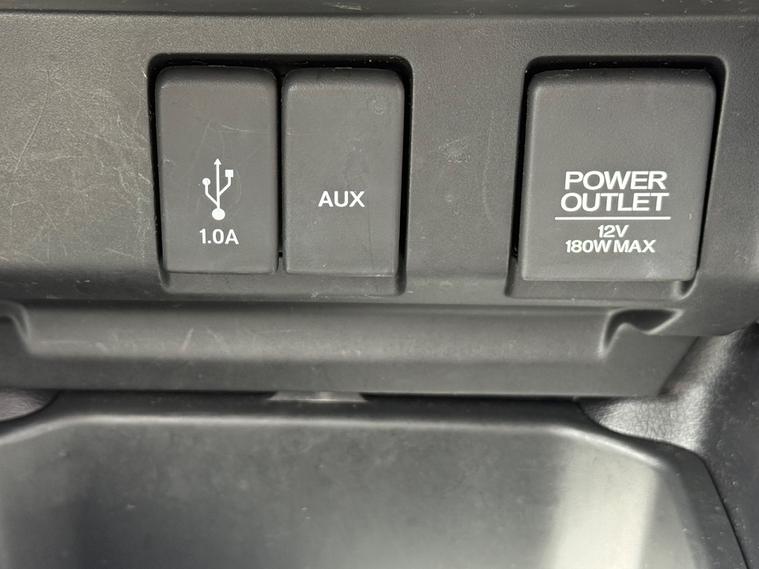 1.0A
AUX
POWER
OUTLET
12V
180W MAX